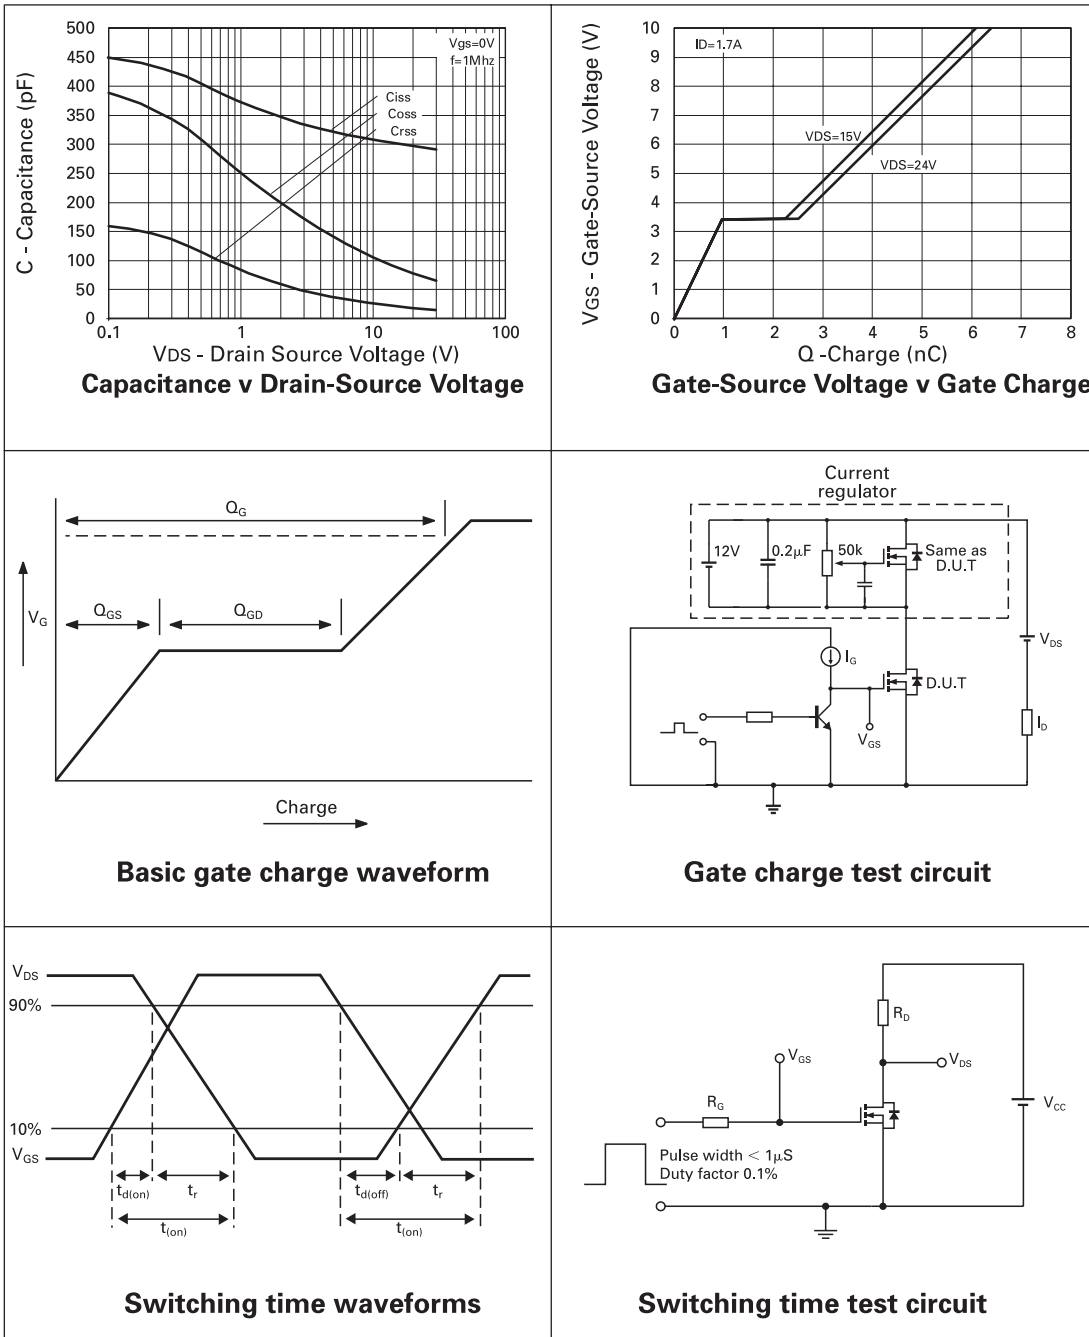 500
450
400
350
300
250
200
150
100
50
0
C - Capacitance (pF)
Vgs=0V
f=1Mhz
Ciss
Coss
Crss
0.1
1
10
100
VDS - Drain Source Voltage (V)
Capacitance v Drain-Source Voltage
10
9
8
7
6
5
4
3
2
1
0
VGS - Gate-Source Voltage (V)
ID=1.7A
VDS=15V
VDS=24V
0 1 2 3 4 5 6 7 8
Q -Charge (nC)
Gate-Source Voltage v Gate Charge
QG
QGS
QGD
VG
Charge
Basic gate charge waveform
Current
regulator
12V
0.2μF
50k
Same as
D.U.T
VDS
IG
D.U.T
VGS
ID
Gate charge test circuit
VDS
90%
10%
VGS
td(on)
tr
td(off)
tr
t(on)
t(on)
Switching time waveforms
RD
VGS
VDS
RG
VCC
Pulse width < 1μS
Duty factor 0.1%
Switching time test circuit